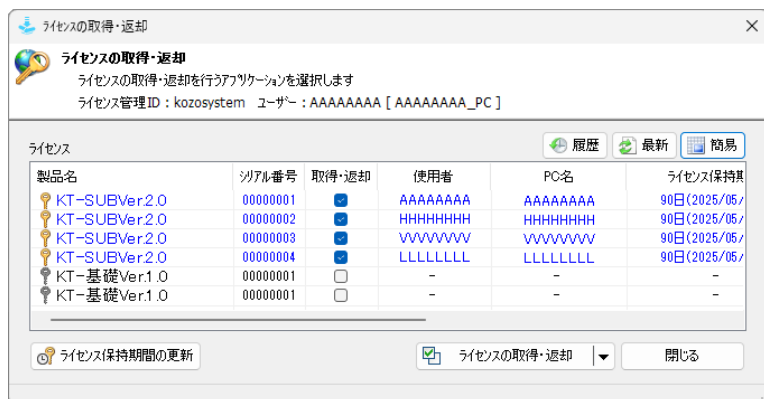 ライセンスの取得・返却
ライセンスの取得・返却
ライセンスの取得・返却を行うアプリケーションを選択します
ライセンス管理ID：kozosystem ユーザー：AAAAAAAA [ AAAAAAAA_PC ]
ライセンス 履歴 最新 簡易
製品名 シリアル番号 取得・返却 使用者 PC名 ライセンス保持期
KT-SUBVer.2.0 00000001 AAAAAAAA AAAAAAAA 90日(2025/05/
KT-SUBVer.2.0 00000002 HHHHHHHH HHHHHHHH 90日(2025/05/
KT-SUBVer.2.0 00000003 VVVVVVVV VVVVVVVV 90日(2025/05/
KT-SUBVer.2.0 00000004 LLLLLLLL LLLLLLLL 90日(2025/05/
KT-基礎Ver.1.0 00000001 - - -
KT-基礎Ver.1.0 00000001 - - -
ライセンス保持期間の更新 ライセンスの取得・返却 閉じる